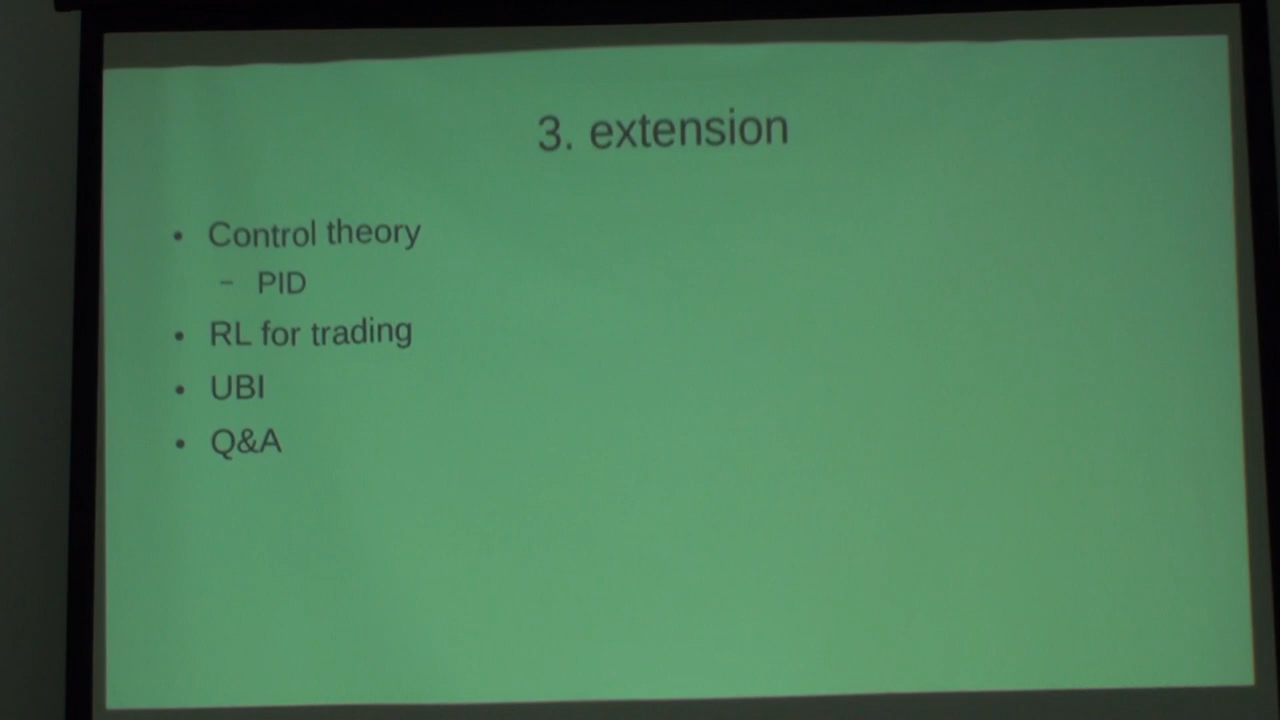 3. extension
• Control theory
– PID
• RL for trading
• UBI
• Q&A